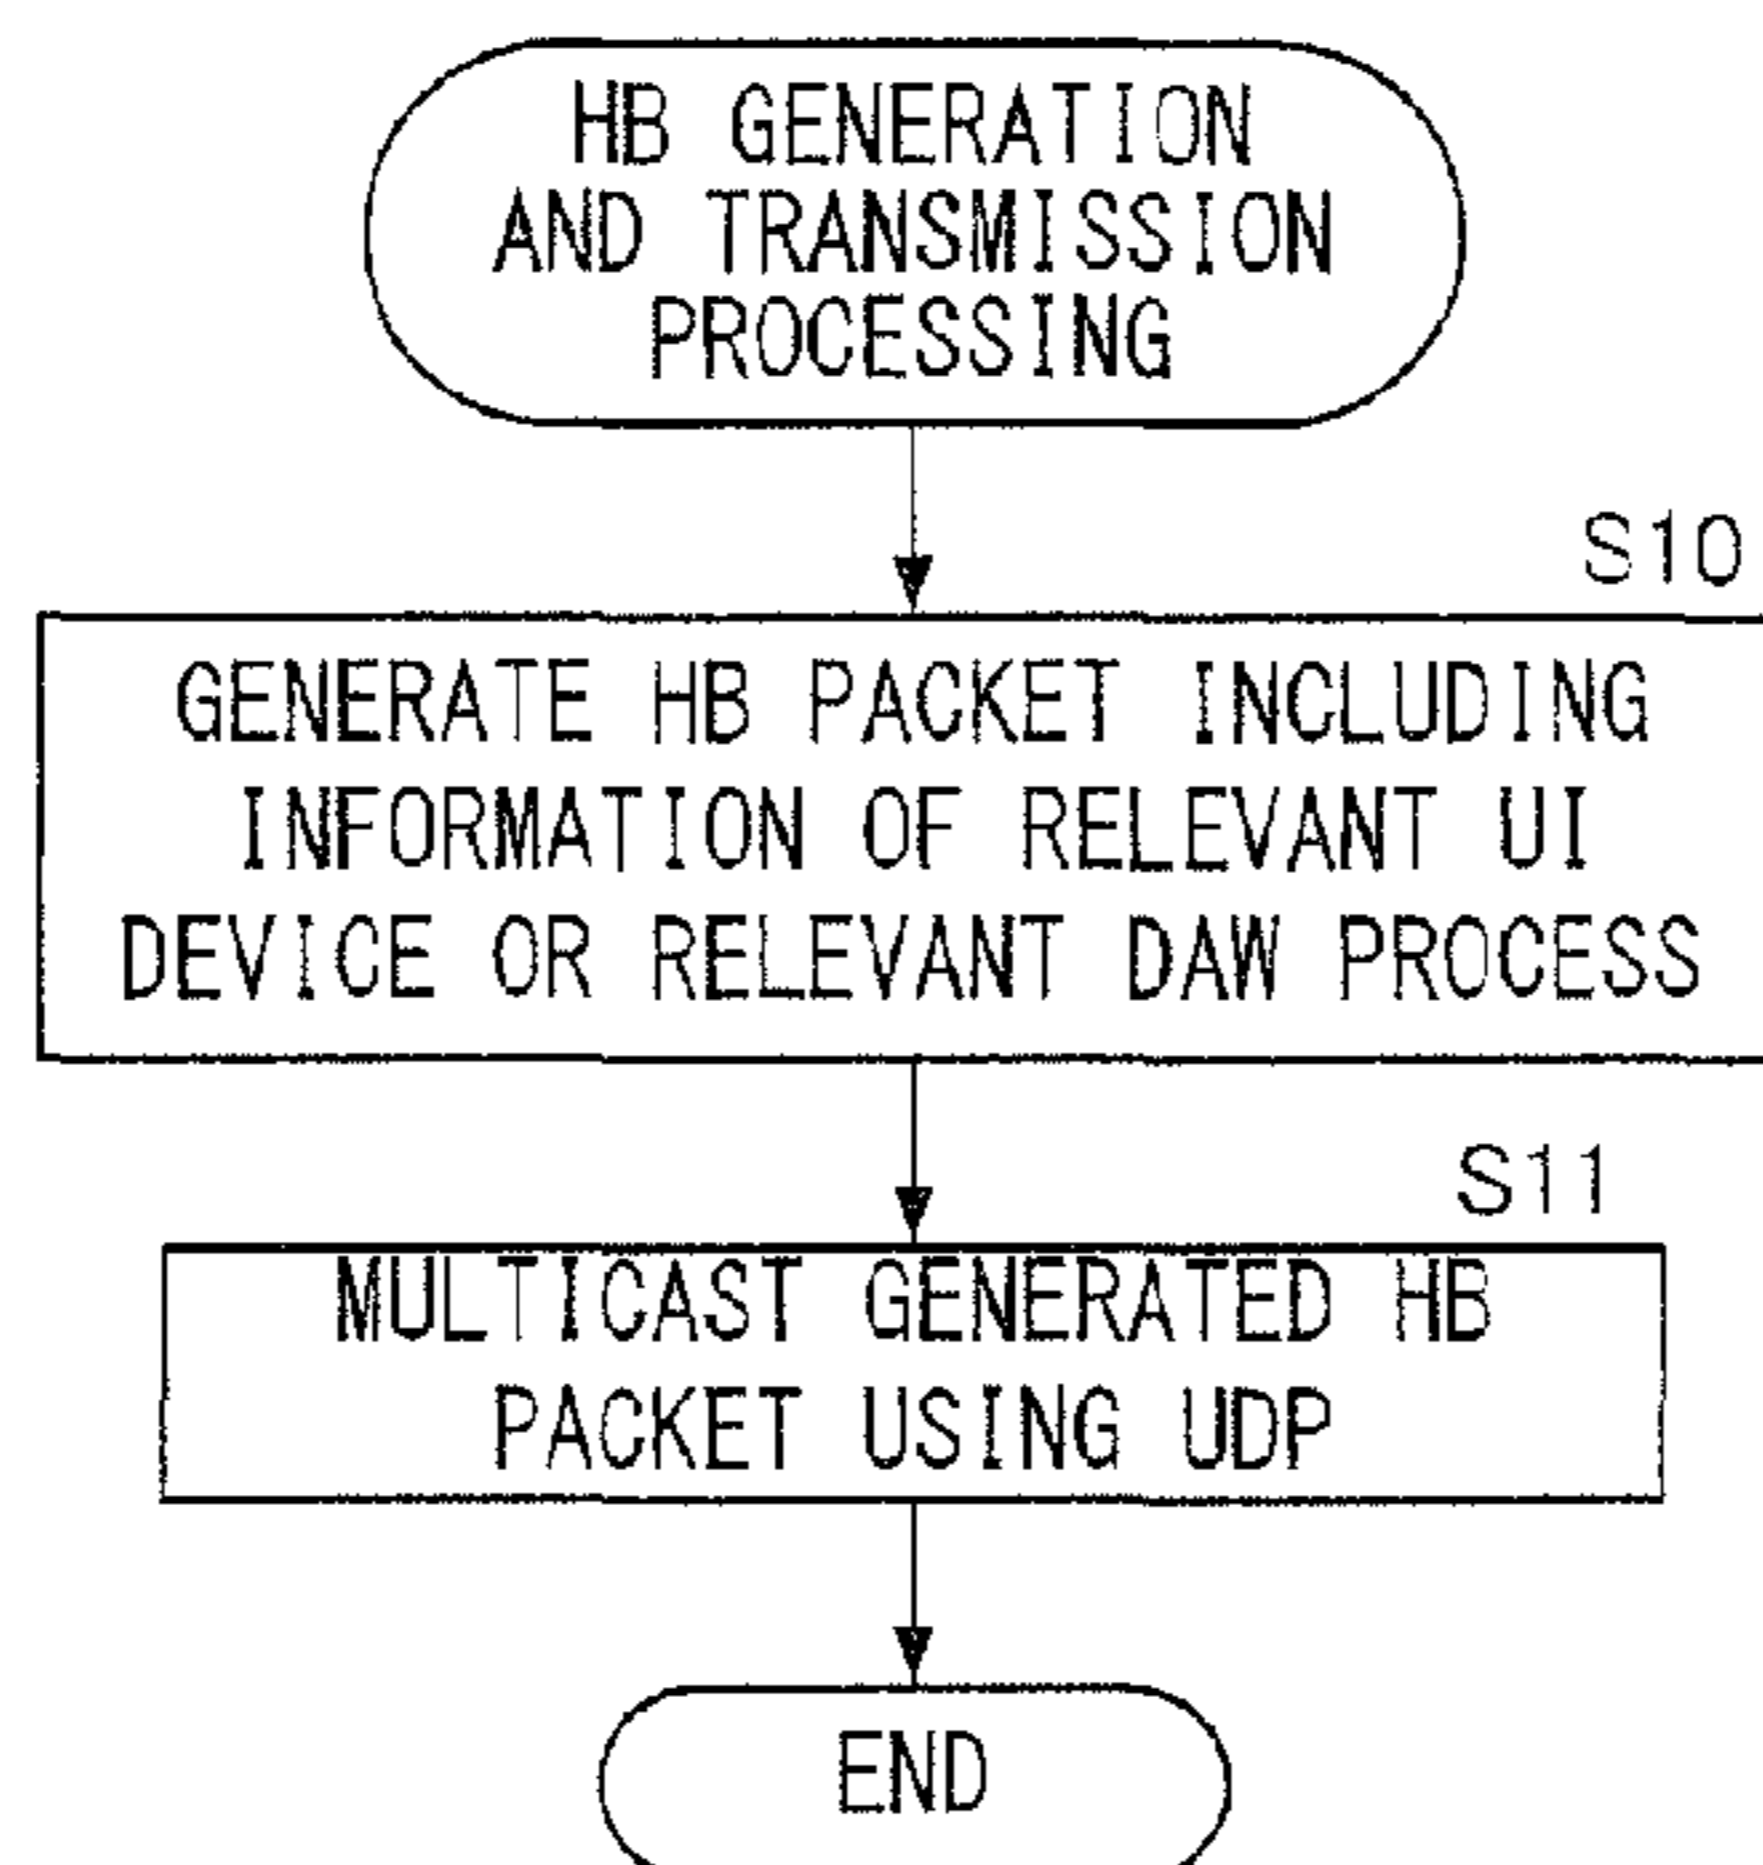 HB GENERATION
AND TRANSMISSION
PROCESSING
S10
GENERATE HB PACKET INCLUDING
INFORMATION OF RELEVANT UI
DEVICE OR RELEVANT DAW PROCESS
S11
MULTICAST GENERATED HB
PACKET USING UDP
END